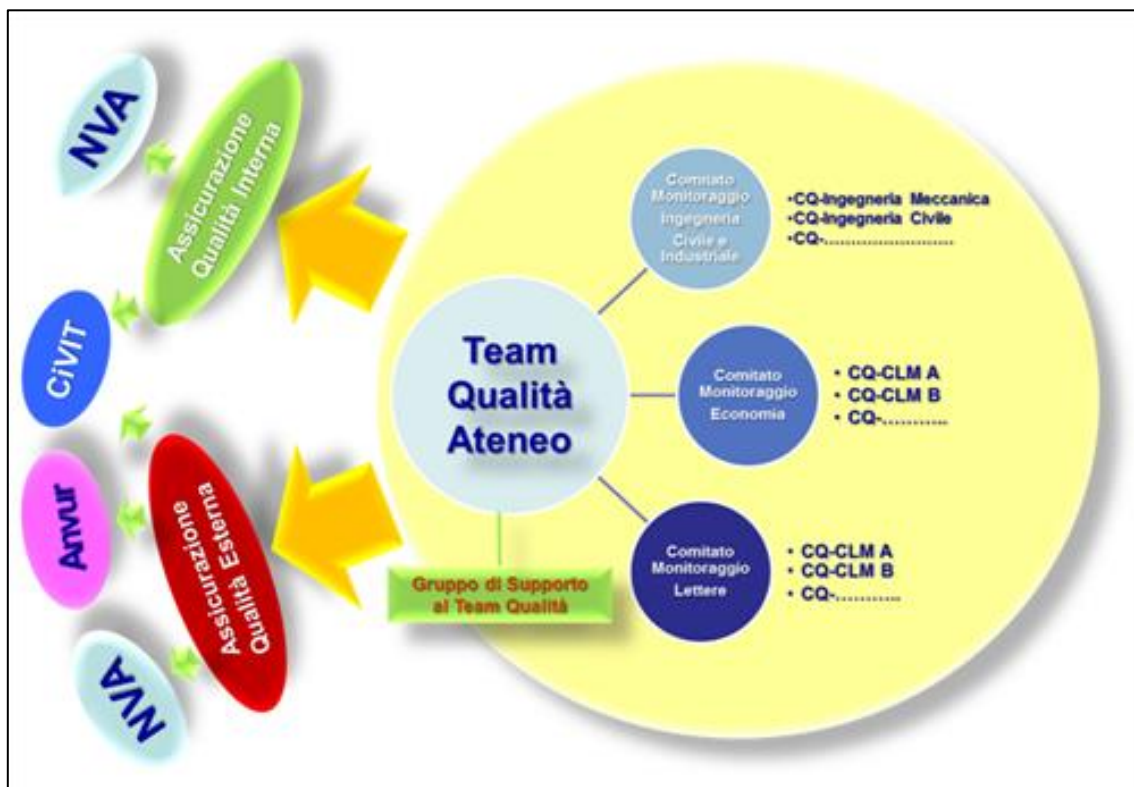 NVA
Assicurazione
Qualità Interna
CiVIT
Anvur
Assicurazione
Qualità Esterna
NVA
Team
Qualità
Ateneo
Gruppo di Supporto
al Team Qualità
Comitato
Monitoraggio
Ingegneria
Civile e
Industriale
•CQ-Ingegneria Meccanica
•CQ-Ingegneria Civile
•CQ-……………………
Comitato
Monitoraggio
Economia
• CQ-CLM A
• CQ-CLM B
• CQ-………..
Comitato
Monitoraggio
Lettere
• CQ-CLM A
• CQ-CLM B
• CQ-………..